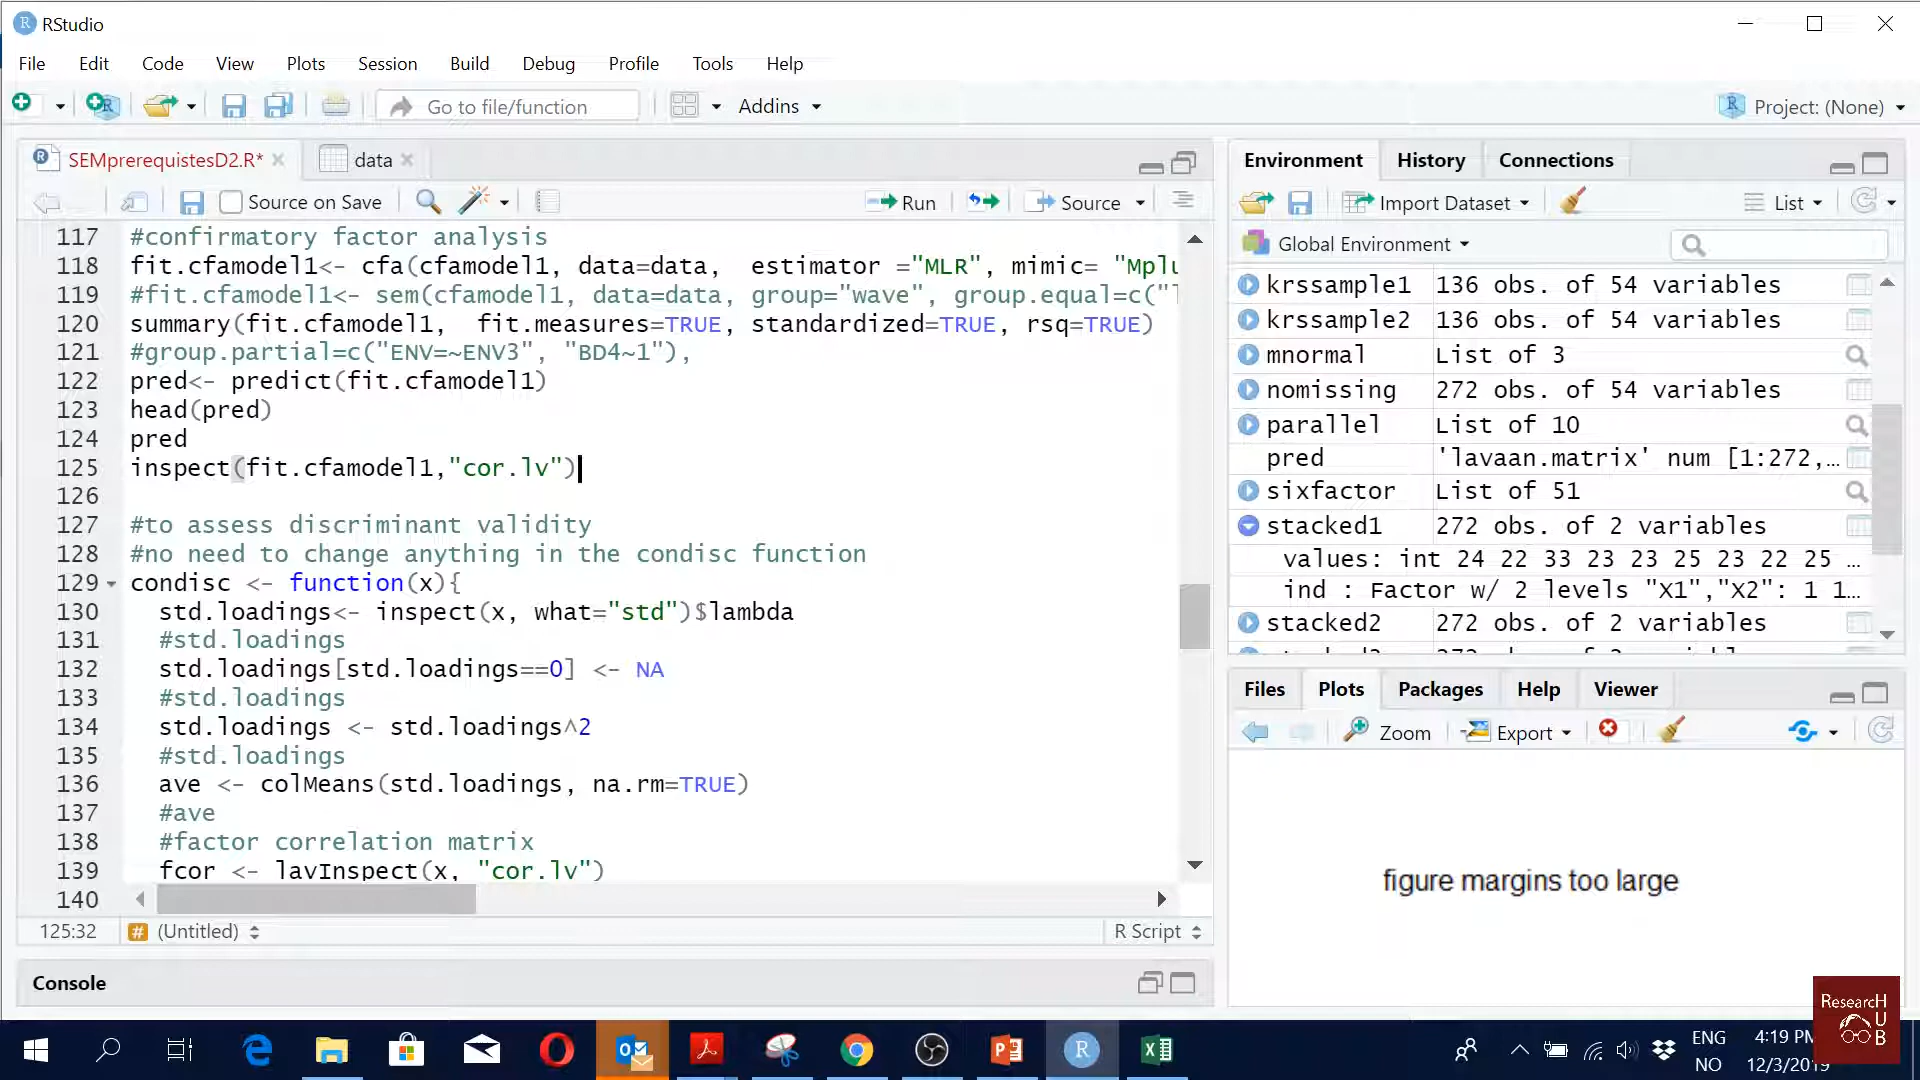 RStudio
File Edit Code View Plots Session Build Debug Profile Tools Help
Go to file/function Addins Project: (None)
SEMprerequistesD2.R* data
Source on Save Run Source
117 #confirmatory factor analysis
118 fit.cfamodel1<- cfa(cfamodel1, data=data,  estimator ="MLR", mimic= "Mplu
119 #fit.cfamodel1<- sem(cfamodel1, data=data, group="wave", group.equal=c("l
120 summary(fit.cfamodel1,  fit.measures=TRUE, standardized=TRUE, rsq=TRUE)
121 #group.partial=c("ENV=~ENV3", "BD4~1"),
122 pred<- predict(fit.cfamodel1)
123 head(pred)
124 pred
125 inspect(fit.cfamodel1,"cor.lv")
126
127 #to assess discriminant validity
128 #no need to change anything in the condisc function
129 condisc <- function(x){
130 std.loadings<- inspect(x, what="std")$lambda
131 #std.loadings
132 std.loadings[std.loadings==0] <- NA
133 #std.loadings
134 std.loadings <- std.loadings^2
135 #std.loadings
136 ave <- colMeans(std.loadings, na.rm=TRUE)
137 #ave
138 #factor correlation matrix
139 fcor <- lavInspect(x, "cor.lv")
140
125:32 # (Untitled) R Script
Console
Environment History Connections
Import Dataset List
Global Environment
krssample1 136 obs. of 54 variables
krssample2 136 obs. of 54 variables
mnormal List of 3
nomissing 272 obs. of 54 variables
parallel List of 10
pred 'lavaan.matrix' num [1:272,…
sixfactor List of 51
stacked1 272 obs. of 2 variables
values: int 24 22 33 23 23 25 23 22 25 …
ind : Factor w/ 2 levels "X1","X2": 1 1…
stacked2 272 obs. of 2 variables
Files Plots Packages Help Viewer
Zoom Export
figure margins too large
ResearcH
U
B
ENG
NO
4:19 PM
12/3/2019